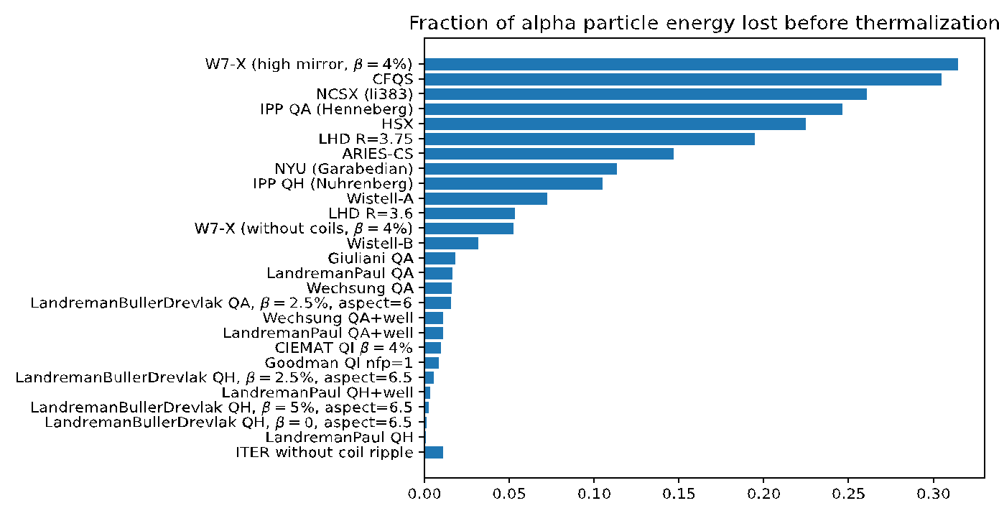 Fraction of alpha particle energy lost before thermalization
W7-X (high mirror, β = 4%)
CFQS
NCSX (li383)
IPP QA (Henneberg)
HSX
LHD R=3.75
ARIES-CS
NYU (Garabedian)
IPP QH (Nuhrenberg)
Wistell-A
LHD R=3.6
W7-X (without coils, β = 4%)
Wistell-B
Giuliani QA
LandremanPaul QA
Wechsung QA
LandremanBullerDrevlak QA, β = 2.5%, aspect=6
Wechsung QA+well
LandremanPaul QA+well
CIEMAT QI β = 4%
Goodman QI nfp=1
LandremanBullerDrevlak QH, β = 2.5%, aspect=6.5
LandremanPaul QH+well
LandremanBullerDrevlak QH, β = 5%, aspect=6.5
LandremanBullerDrevlak QH, β = 0, aspect=6.5
LandremanPaul QH
ITER without coil ripple
0.00 0.05 0.10 0.15 0.20 0.25 0.30